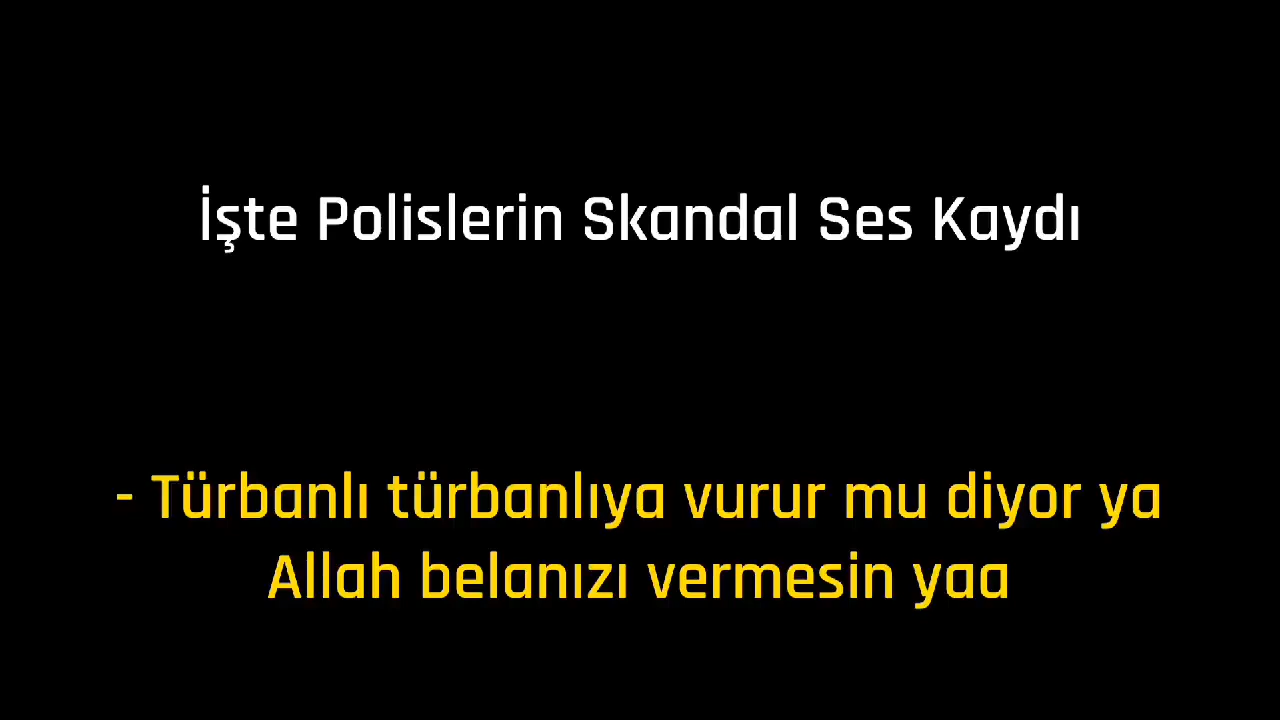 İşte Polislerin Skandal Ses Kaydı
- Türbanlı türbanlıya vurur mu diyor ya
Allah belanızı vermesin yaa